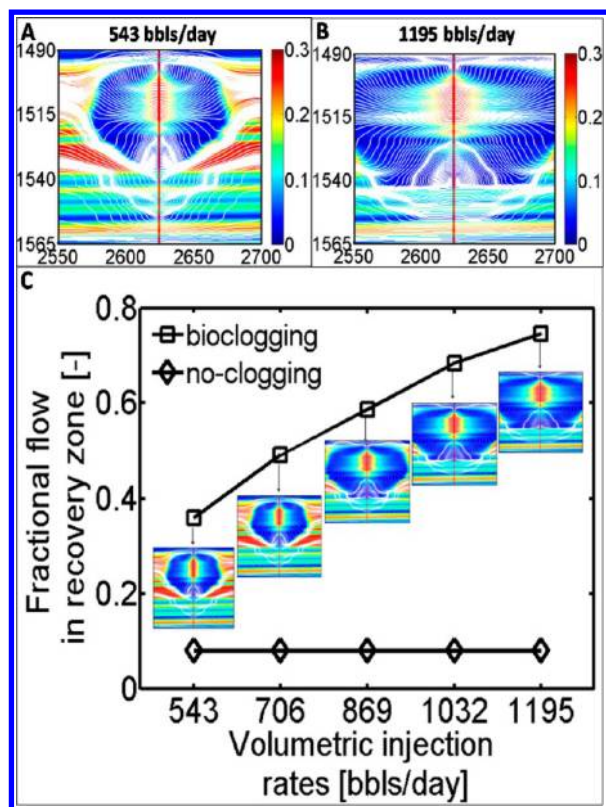 A 543 bbls/day
B 1195 bbls/day
1490
1515
1540
1565
2550 2600 2650 2700
0.3
0.2
0.1
0
1490
1515
1540
1565
2550 2600 2650 2700
0.3
0.2
0.1
0
C
0.8
0.6
0.4
0.2
0
Fractional flow
in recovery zone [-]
bioclogging
no-clogging
543 706 869 1032 1195
Volumetric injection
rates [bbls/day]